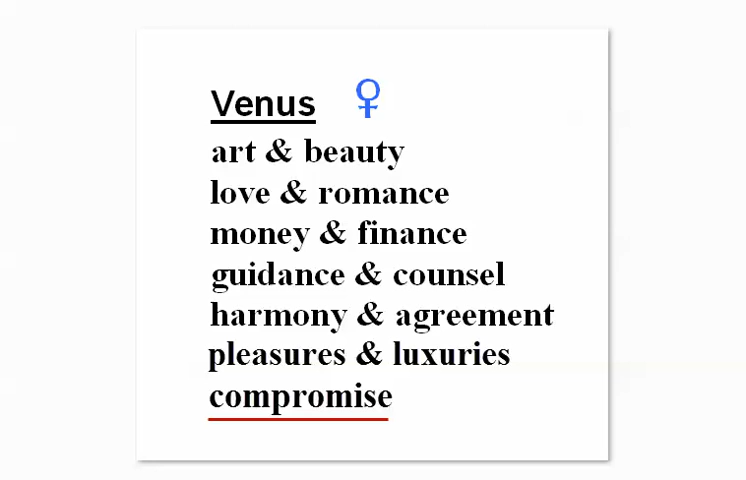 Venus ♀
art & beauty
love & romance
money & finance
guidance & counsel
harmony & agreement
pleasures & luxuries
compromise